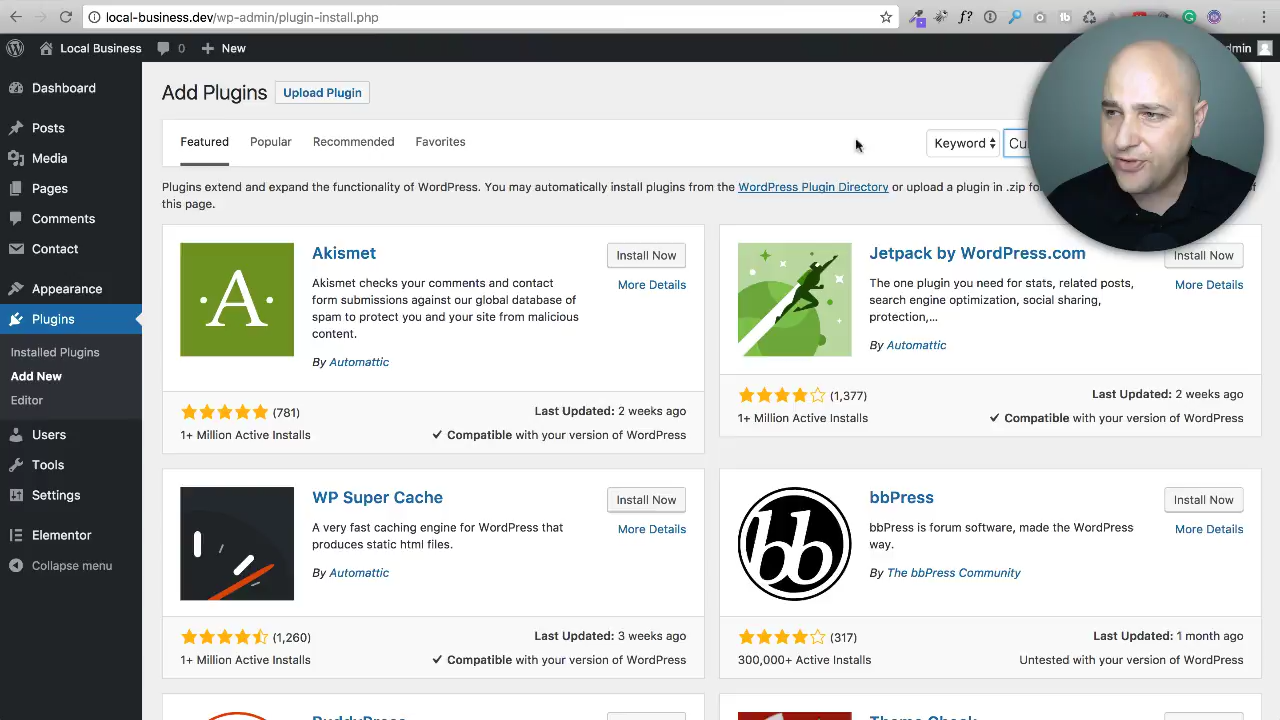 local-business.dev/wp-admin/plugin-install.php
Local Business
0
New
Dashboard
Posts
Media
Pages
Comments
Contact
Appearance
Plugins
Installed Plugins
Add New
Editor
Users
Tools
Settings
Elementor
Collapse menu
Add Plugins
Upload Plugin
Featured
Popular
Recommended
Favorites
Keyword
Plugins extend and expand the functionality of WordPress. You may automatically install plugins from the WordPress Plugin Directory or upload a plugin in .zip
of
this page.
Akismet
Install Now
More Details
Akismet checks your comments and contact
form submissions against our global database of
spam to protect you and your site from malicious
content.
By Automattic
(781)
Last Updated: 2 weeks ago
1+ Million Active Installs
Compatible with your version of WordPress
Jetpack by WordPress.com
Install Now
More Details
The one plugin you need for stats, related posts,
search engine optimization, social sharing,
protection,...
By Automattic
(1,377)
Last Updated: 2 weeks ago
1+ Million Active Installs
Compatible with your version of WordPress
WP Super Cache
Install Now
More Details
A very fast caching engine for WordPress that
produces static html files.
By Automattic
(1,260)
Last Updated: 3 weeks ago
1+ Million Active Installs
Compatible with your version of WordPress
bbPress
Install Now
More Details
bbPress is forum software, made the WordPress
way.
By The bbPress Community
(317)
Last Updated: 1 month ago
300,000+ Active Installs
Untested with your version of WordPress